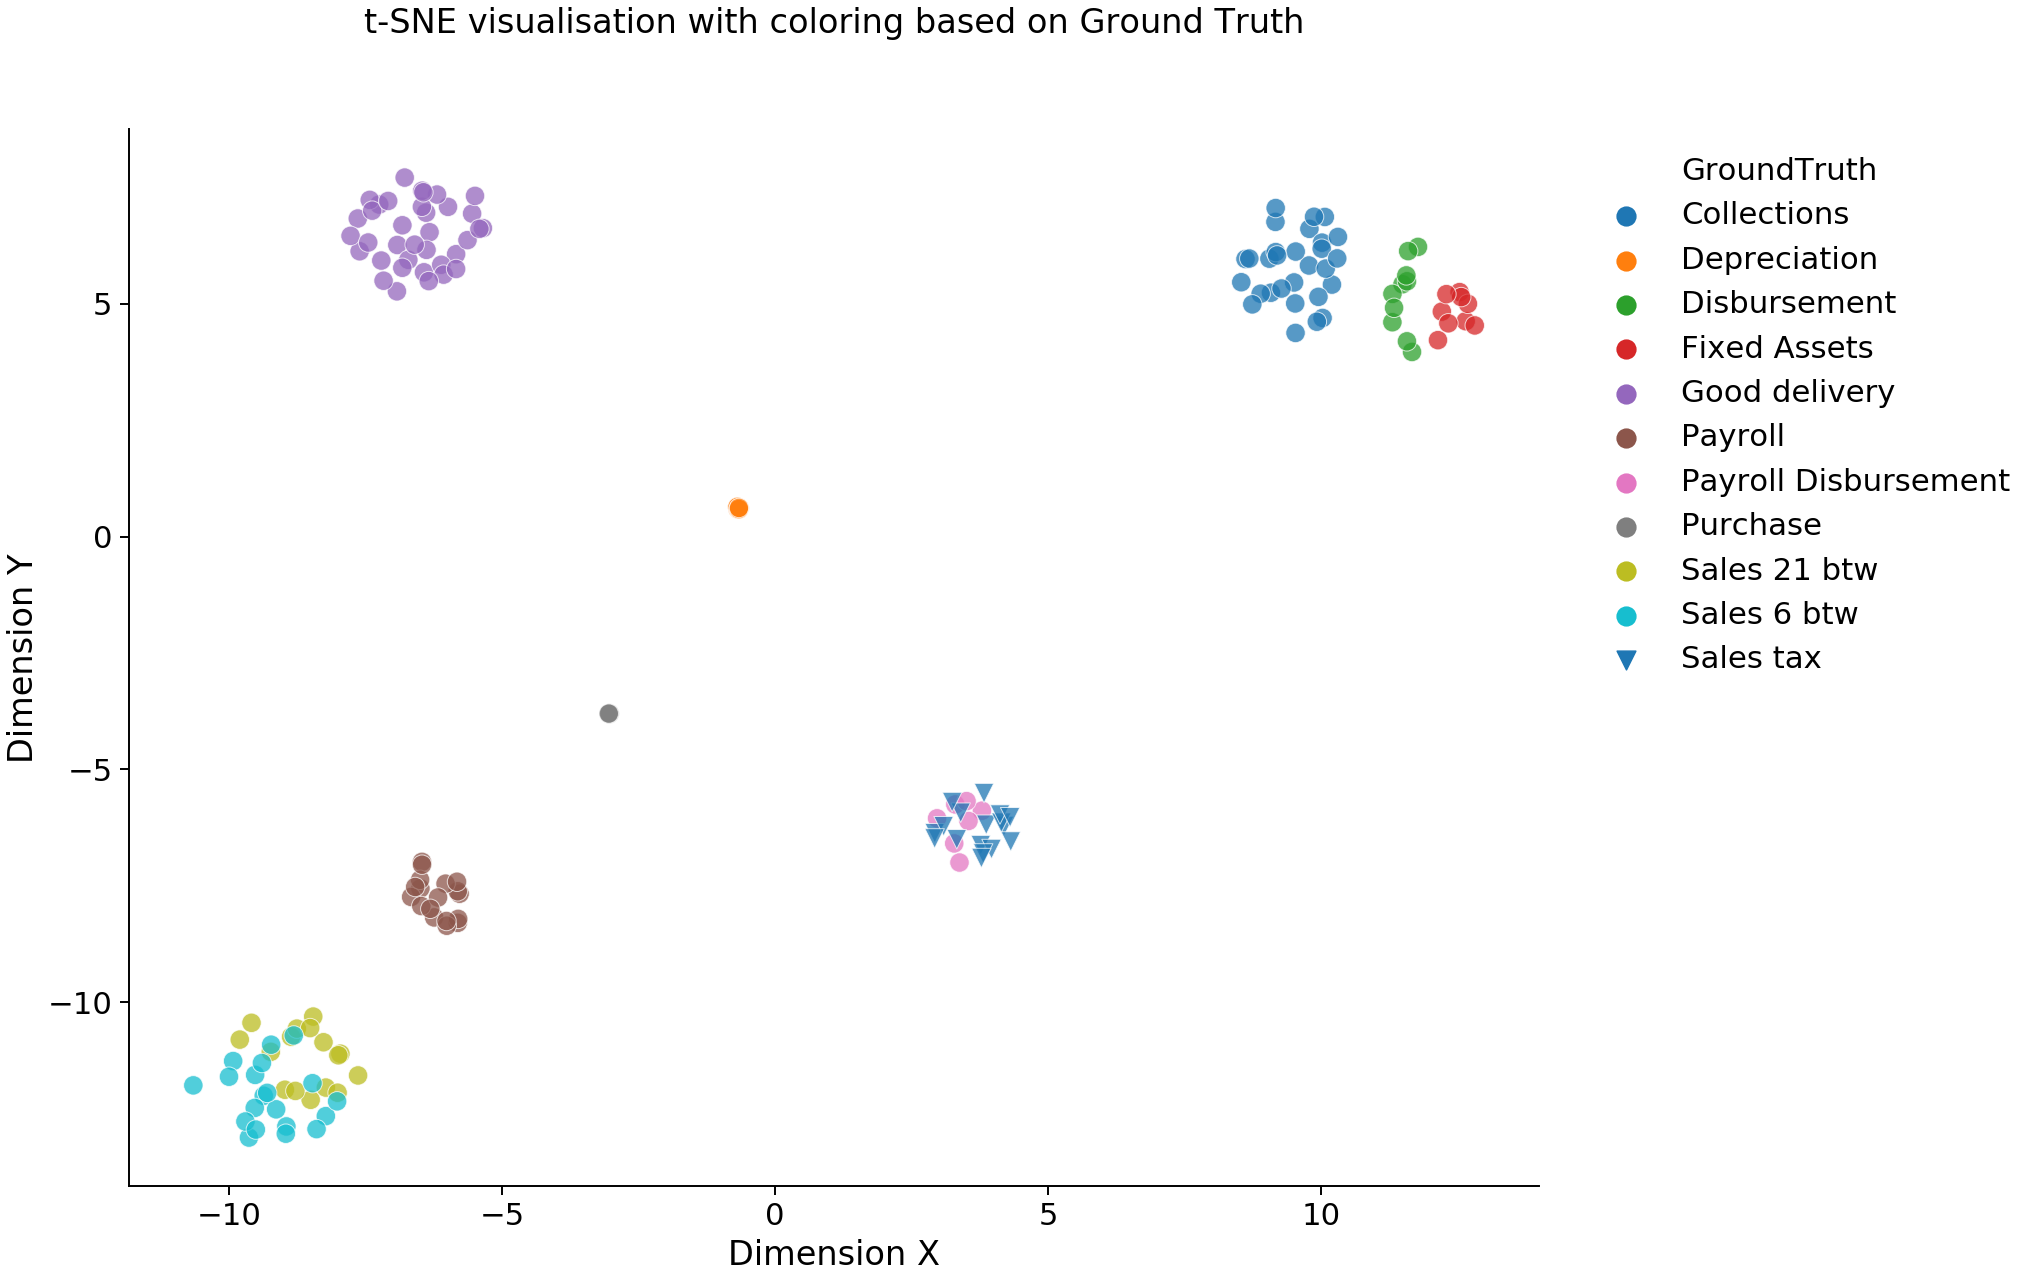 t-SNE visualisation with coloring based on Ground Truth
GroundTruth
Collections
Depreciation
Disbursement
Fixed Assets
Good delivery
Payroll
Payroll Disbursement
Purchase
Sales 21 btw
Sales 6 btw
Sales tax
Dimension Y
5
0
−5
−10
−10 −5 0 5 10
Dimension X